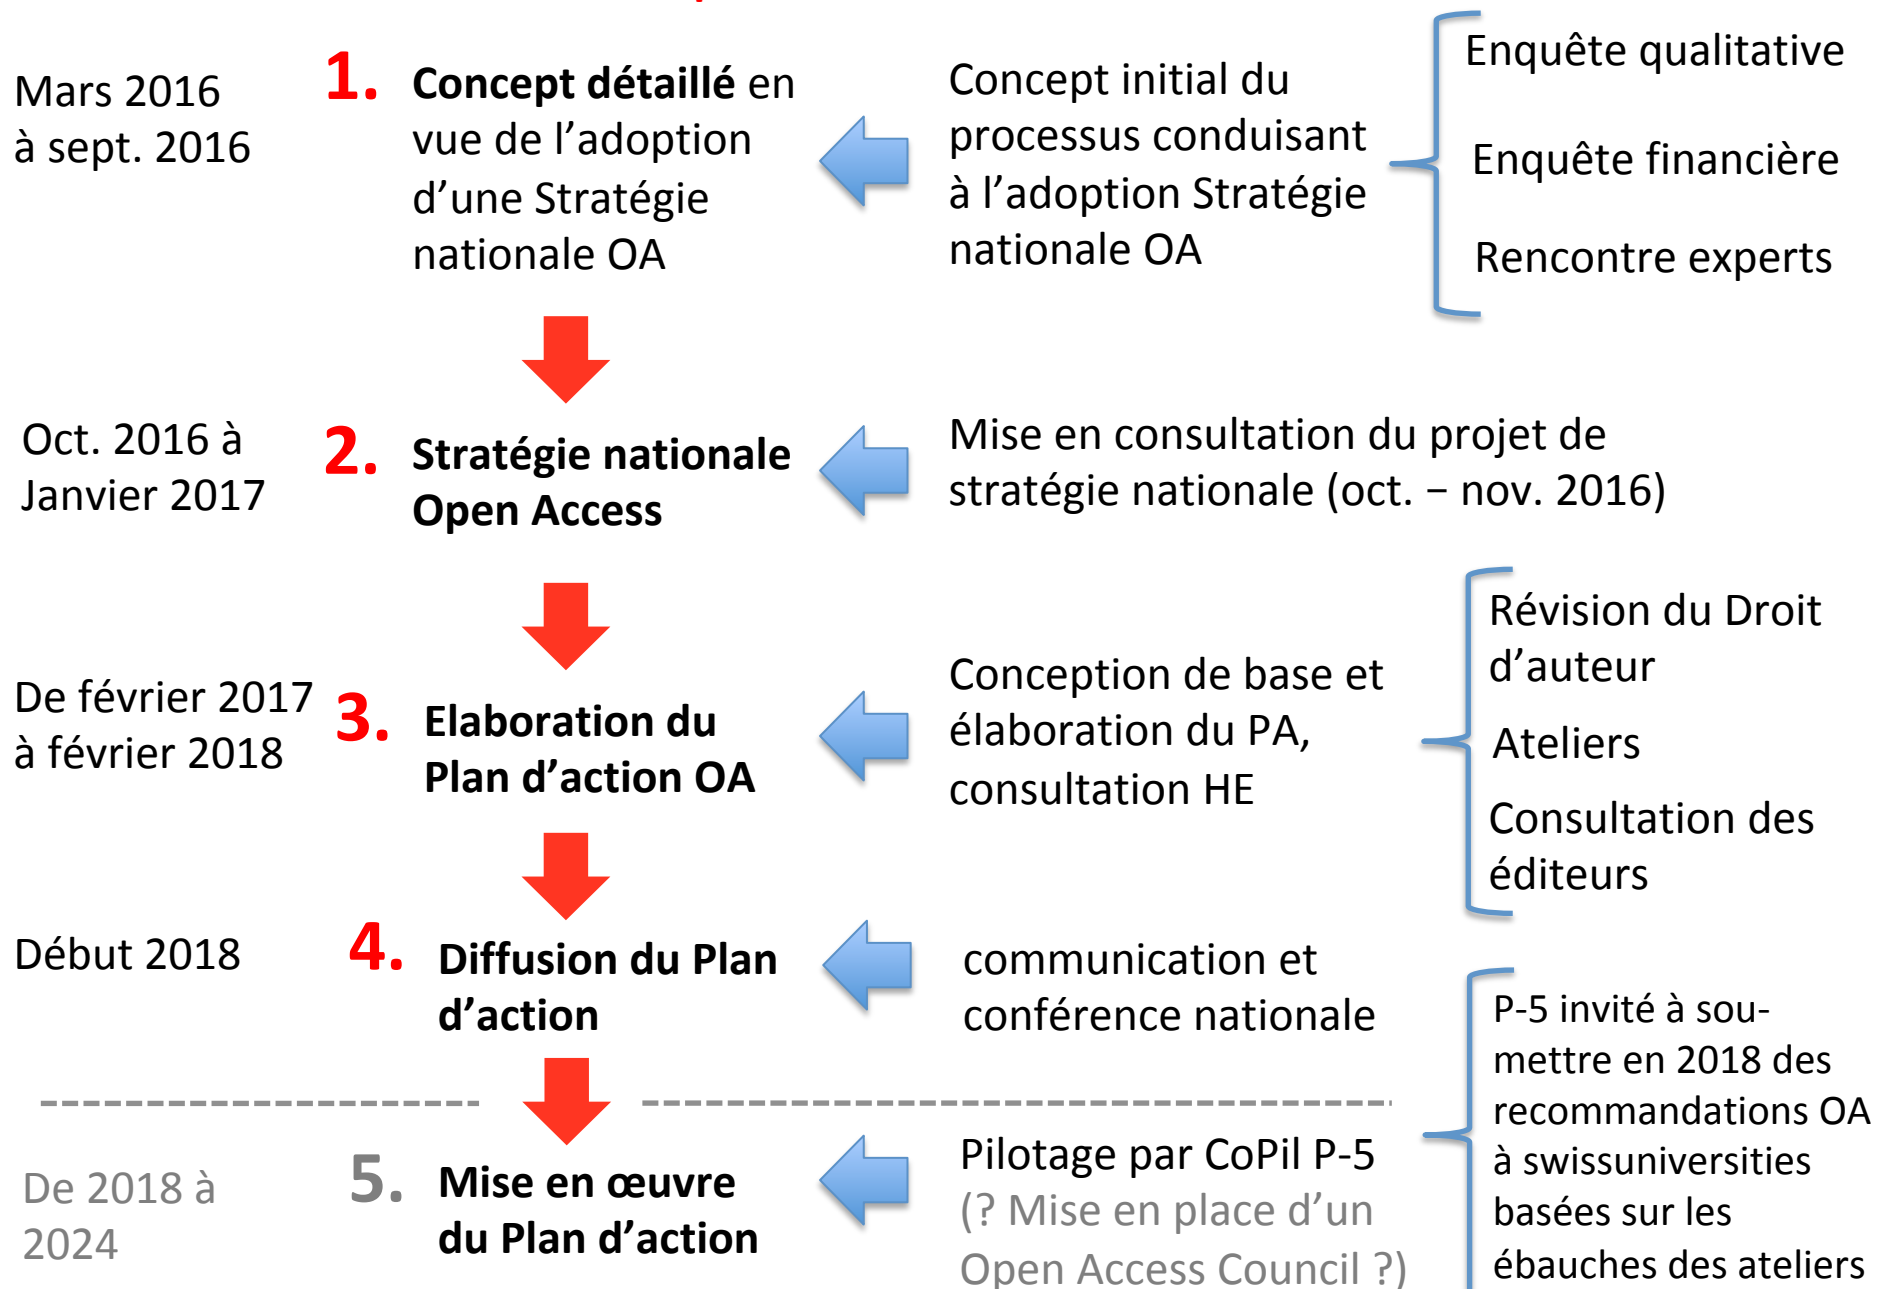 Mars 2016
à sept. 2016
1.
Concept détaillé en
vue de l’adoption
d’une Stratégie
nationale OA
Concept initial du
processus conduisant
à l’adoption Stratégie
nationale OA
Enquête qualitative
Enquête financière
Rencontre experts
Oct. 2016 à
Janvier 2017
2.
Stratégie nationale
Open Access
Mise en consultation du projet de
stratégie nationale (oct. – nov. 2016)
De février 2017
à février 2018
3.
Elaboration du
Plan d’action OA
Conception de base et
élaboration du PA,
consultation HE
Révision du Droit
d’auteur
Ateliers
Consultation des
éditeurs
Début 2018
4.
Diffusion du Plan
d’action
communication et
conférence nationale
De 2018 à
2024
5.
Mise en œuvre
du Plan d’action
Pilotage par CoPil P-5
(? Mise en place d’un
Open Access Council ?)
P-5 invité à sou-
mettre en 2018 des
recommandations OA
à swissuniversities
basées sur les
ébauches des ateliers